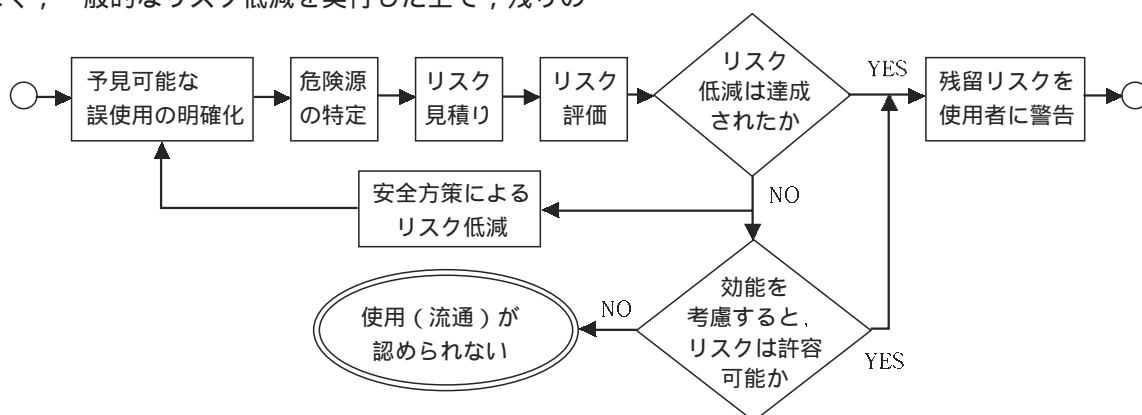 一般的なリスク低減を実行した上で，残りの
予見可能な
誤使用の明確化
危険源
の特定
リスク
見積り
リスク
評価
リスク
低減は達成
されたか
YES
残留リスクを
使用者に警告
NO
安全方策による
リスク低減
効能を
考慮すると，
リスクは許容
可能か
NO
YES
使用（流通）が
認められない